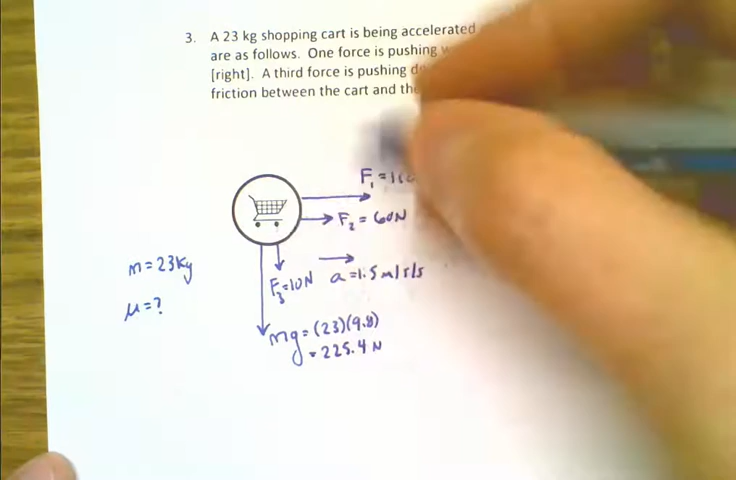 3. A 23 kg shopping cart is being accelerated
are as follows. One force is pushing
[right]. A third force is pushing
friction between the cart and the
F₁ =
F₂ = 60N
m=23kg
F₃=10N a=1.5m/s/s
μ=?
mg=(23)(9.8)
= 225.4 N